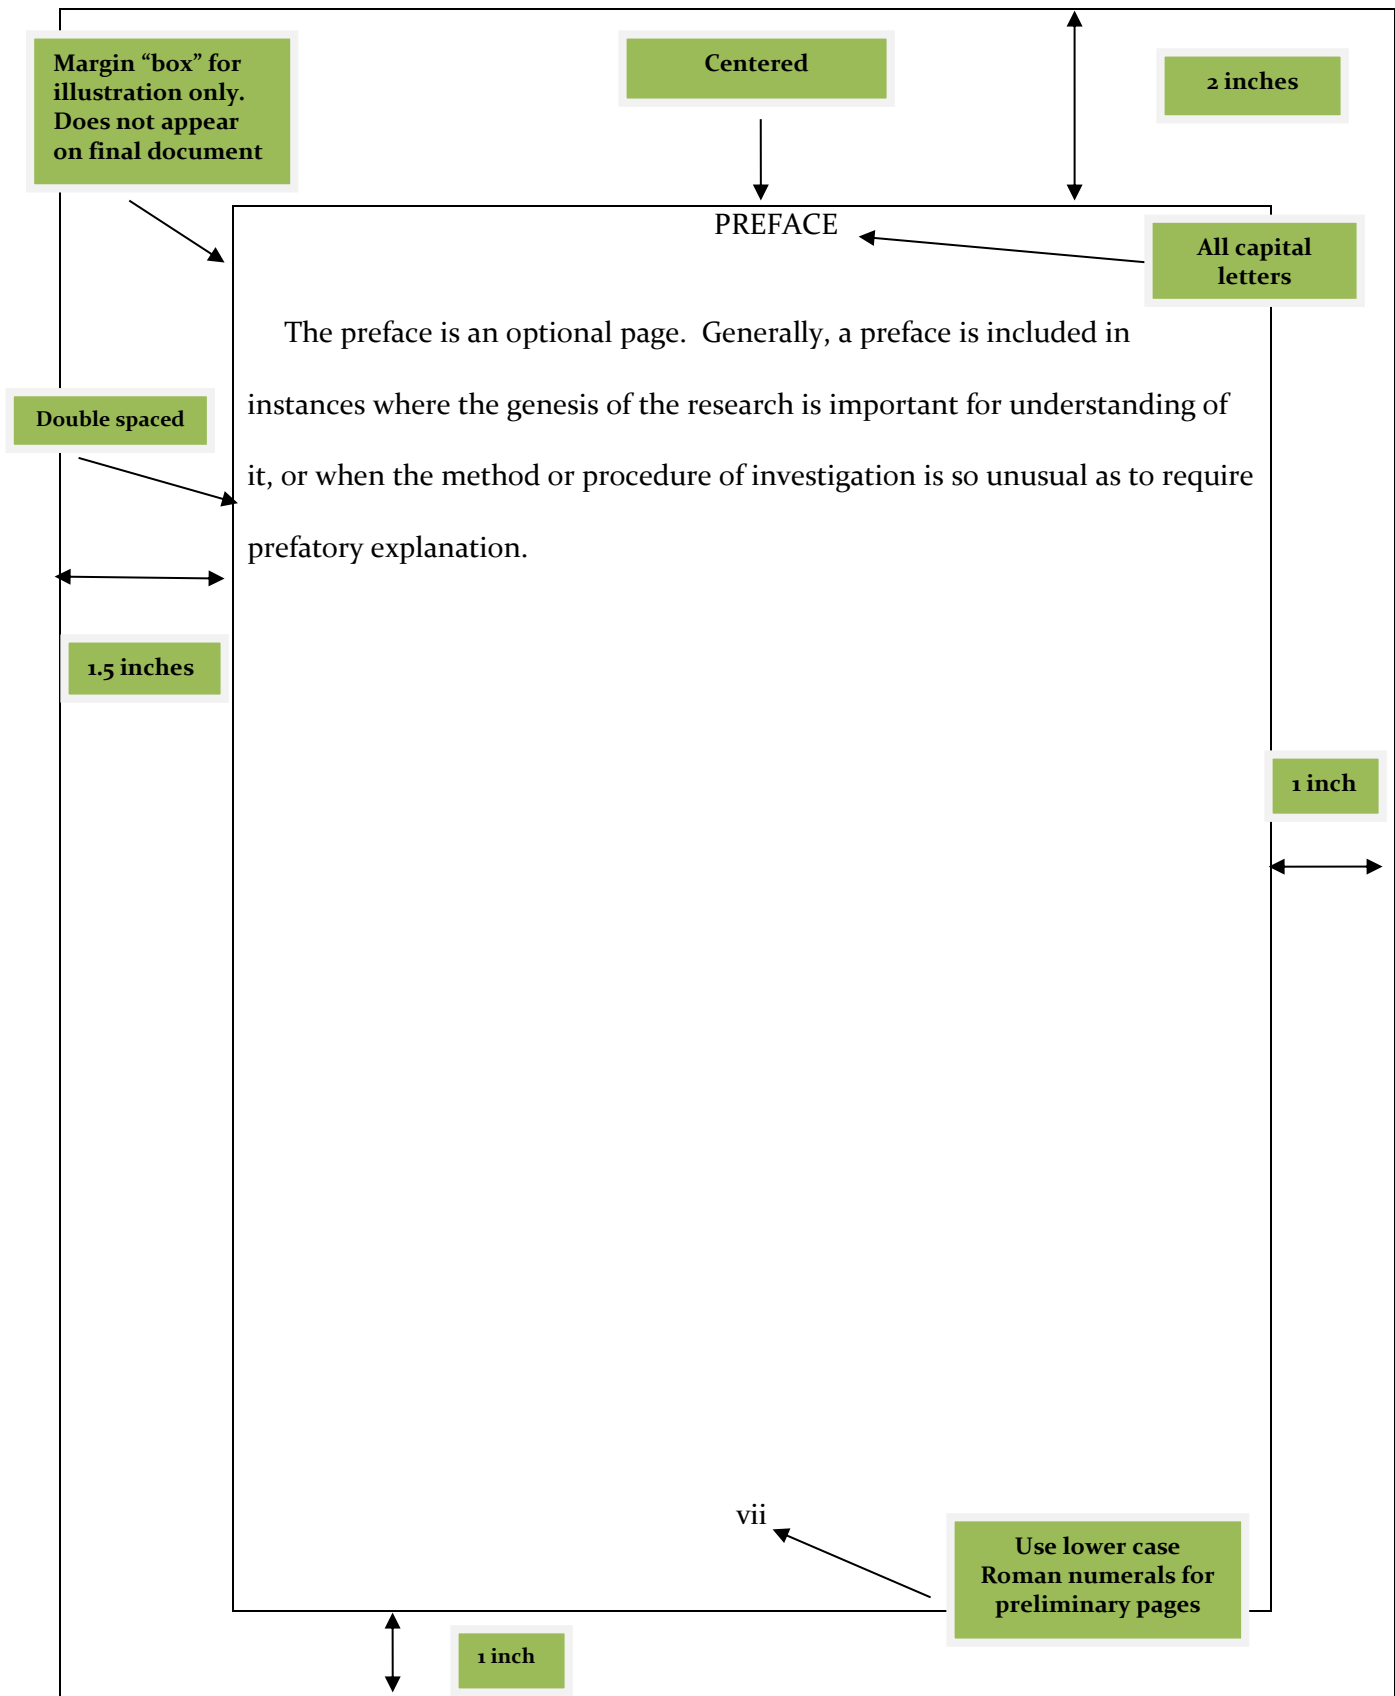 Margin “box” for
illustration only.
Does not appear
on final document
Centered
2 inches
PREFACE
All capital
letters
The preface is an optional page.  Generally, a preface is included in
instances where the genesis of the research is important for understanding of
Double spaced
it, or when the method or procedure of investigation is so unusual as to require
prefatory explanation.
1.5 inches
1 inch
vii
Use lower case
Roman numerals for
preliminary pages
1 inch